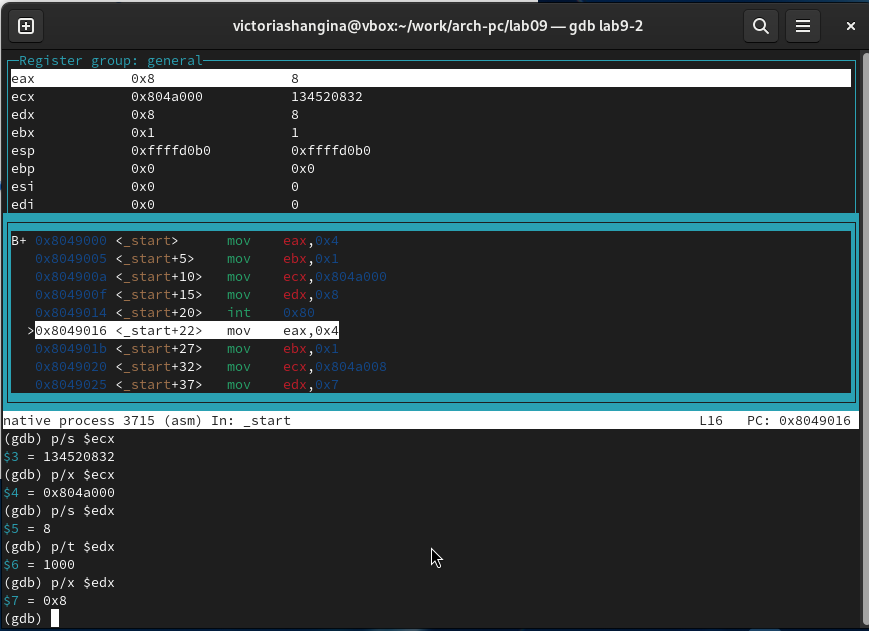 victoriashangina@vbox:~/work/arch-pc/lab09 — gdb lab9-2
Register group: general
eax 0x8 8
ecx 0x804a000 134520832
edx 0x8 8
ebx 0x1 1
esp 0xffffd0b0 0xffffd0b0
ebp 0x0 0x0
esi 0x0 0
edi 0x0 0
B+ 0x8049000 <_start> mov eax,0x4
0x8049005 <_start+5> mov ebx,0x1
0x804900a <_start+10> mov ecx,0x804a000
0x804900f <_start+15> mov edx,0x8
0x8049014 <_start+20> int 0x80
>0x8049016 <_start+22> mov eax,0x4
0x804901b <_start+27> mov ebx,0x1
0x8049020 <_start+32> mov ecx,0x804a008
0x8049025 <_start+37> mov edx,0x7
native process 3715 (asm) In: _start L16 PC: 0x8049016
(gdb) p/s $ecx
$3 = 134520832
(gdb) p/x $ecx
$4 = 0x804a000
(gdb) p/s $edx
$5 = 8
(gdb) p/t $edx
$6 = 1000
(gdb) p/x $edx
$7 = 0x8
(gdb)